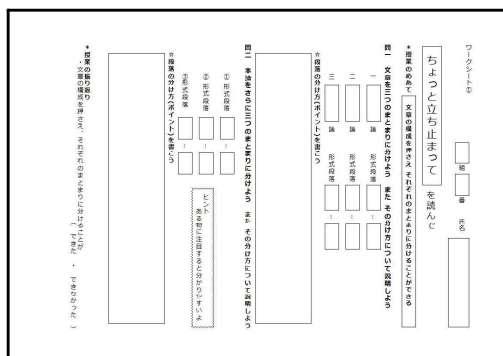 ワークシート①
組 番 氏名
ちょっと立ち止まって を読んで
*授業のめあて 文章の構成を押さえ それぞれのまとまりに分けることができる
問一 文章を三つのまとまりに分けよう また その分け方について説明しよう
一 論 形式段落 ~
二 論 形式段落 ~
三 論 形式段落 ~
☆段落の分け方(ポイント)を書こう
問二 本論をさらに三つのまとまりに分けよう また その分け方について説明しよう
① 形式段落 ~
② 形式段落 ~
③ 形式段落 ~
ヒント
ある物に注目すると分かりやすいよ
☆段落の分け方(ポイント)を書こう
*授業の振り返り
・文章の構成を押さえ、それぞれのまとまりに分けることが
( できた ・ できなかった )